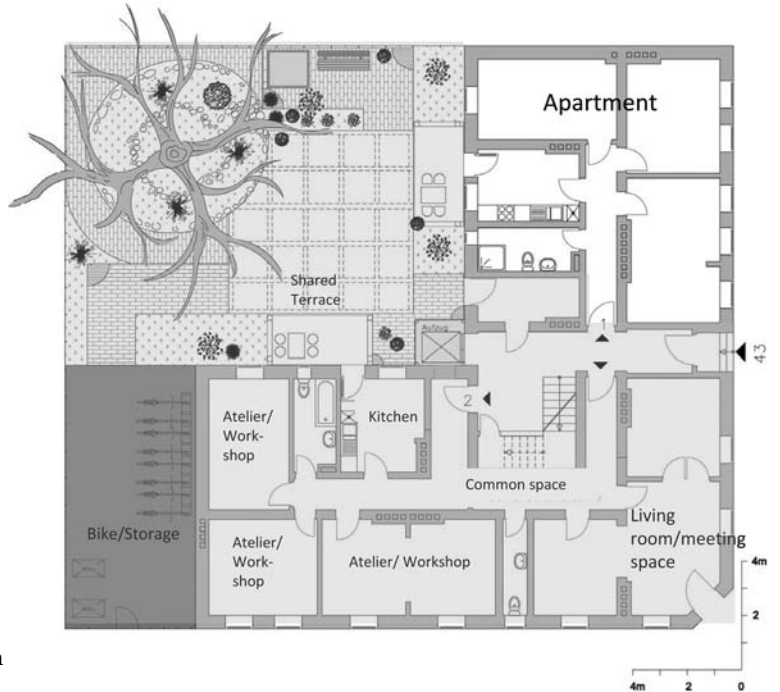 Apartment
Shared
Terrace
Aufzug
1
43
2
Kitchen
Atelier/
Work-
shop
Common space
Bike/Storage
Atelier/
Work-
shop
Atelier/ Workshop
Living
room/meeting
space
4m
2
4m
2
0